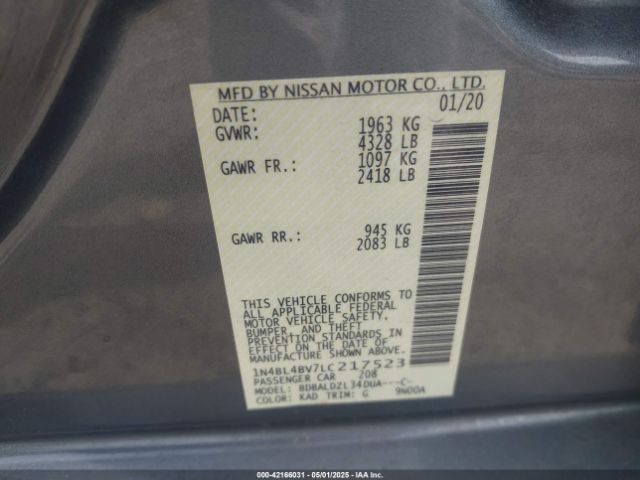 MFD BY NISSAN MOTOR CO., LTD.
DATE: 01/20
GVWR: 1963 KG
4328 LB
GAWR FR.: 1097 KG
2418 LB
GAWR RR.: 945 KG
2083 LB
THIS VEHICLE CONFORMS TO
ALL APPLICABLE FEDERAL
MOTOR VEHICLE SAFETY,
BUMPER, AND THEFT
PREVENTION STANDARDS IN
EFFECT ON THE DATE OF
MANUFACTURE SHOWN ABOVE.
1N4BL4BV7LC217523
PASSENGER CAR 208
MODEL: BDBALDZL34DUA---C-
COLOR: KAD TRIM: G 9N00A
000-42166031 - 05/01/2025 - IAA Inc.